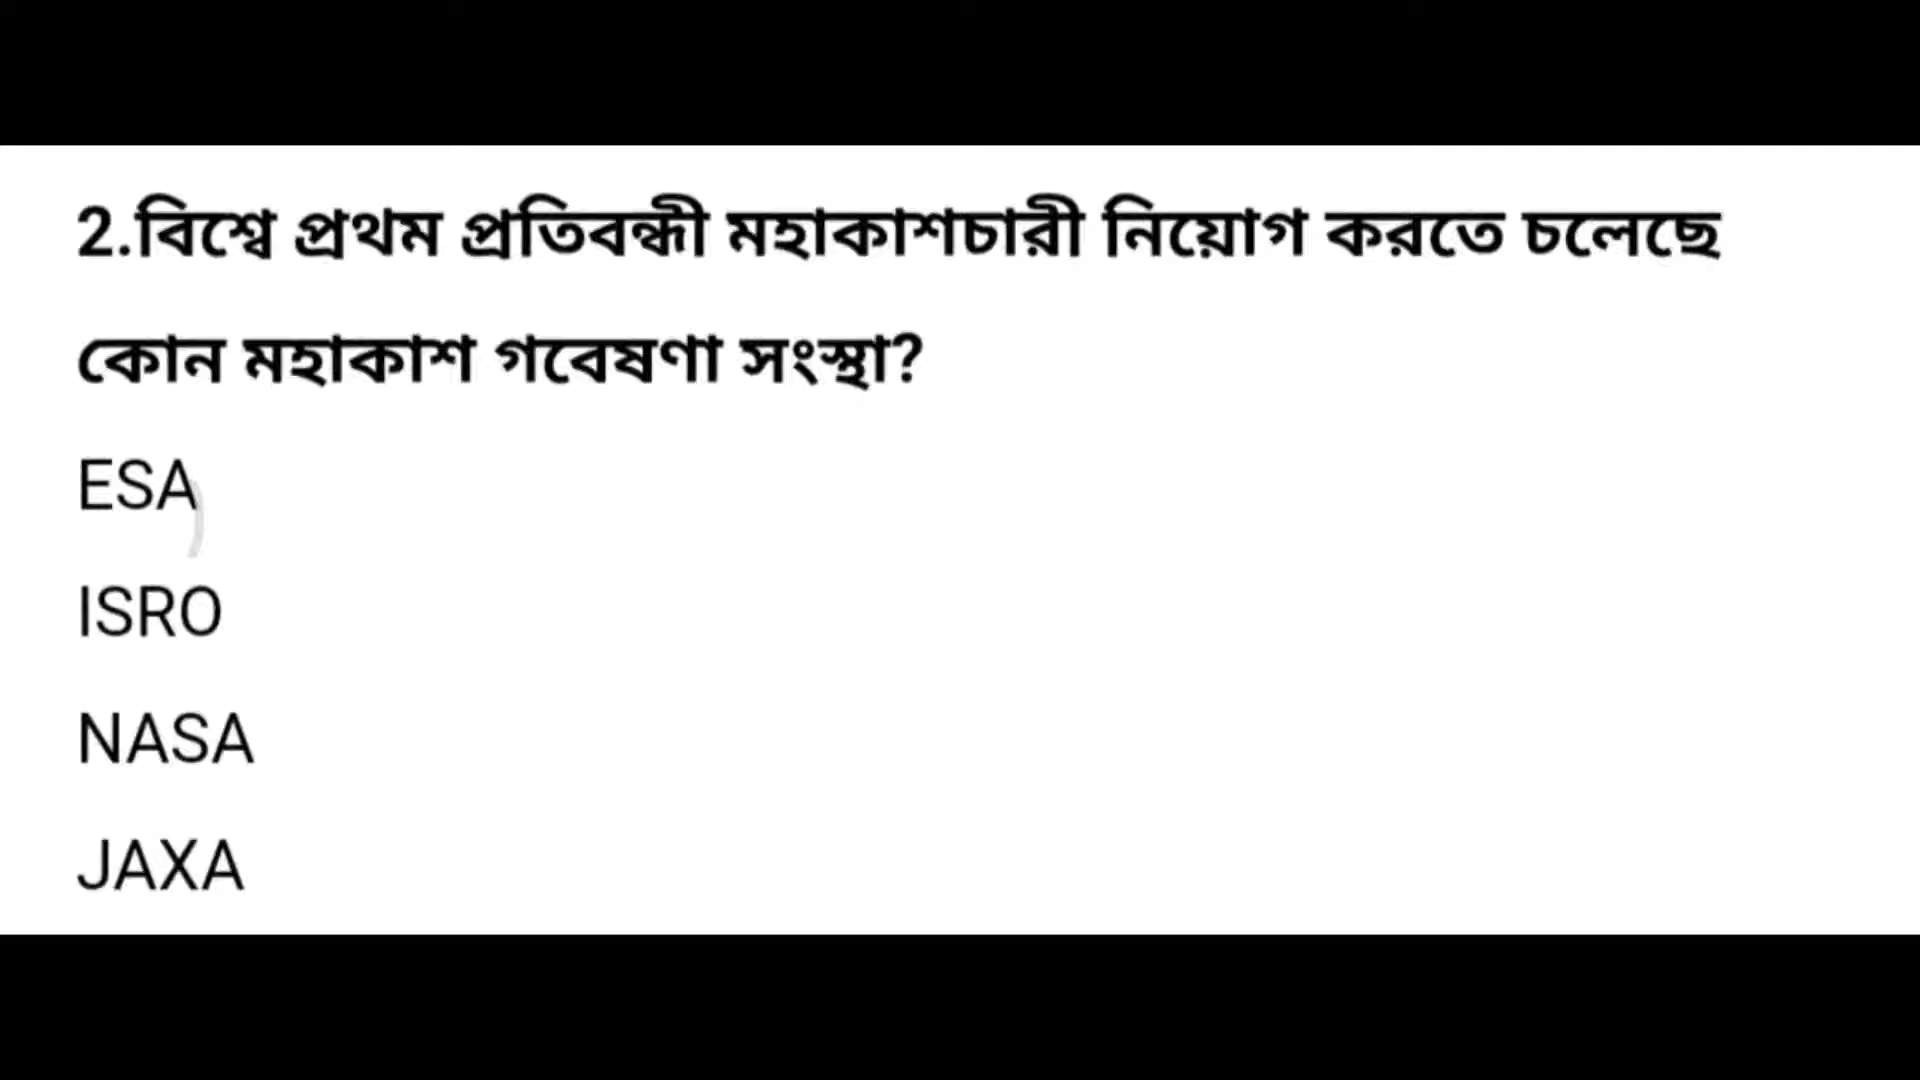 2.বিশ্বে প্রথম প্রতিবন্ধী মহাকাশচারী নিয়োগ করতে চলেছে
কোন মহাকাশ গবেষণা সংস্থা?
ESA
ISRO
NASA
JAXA